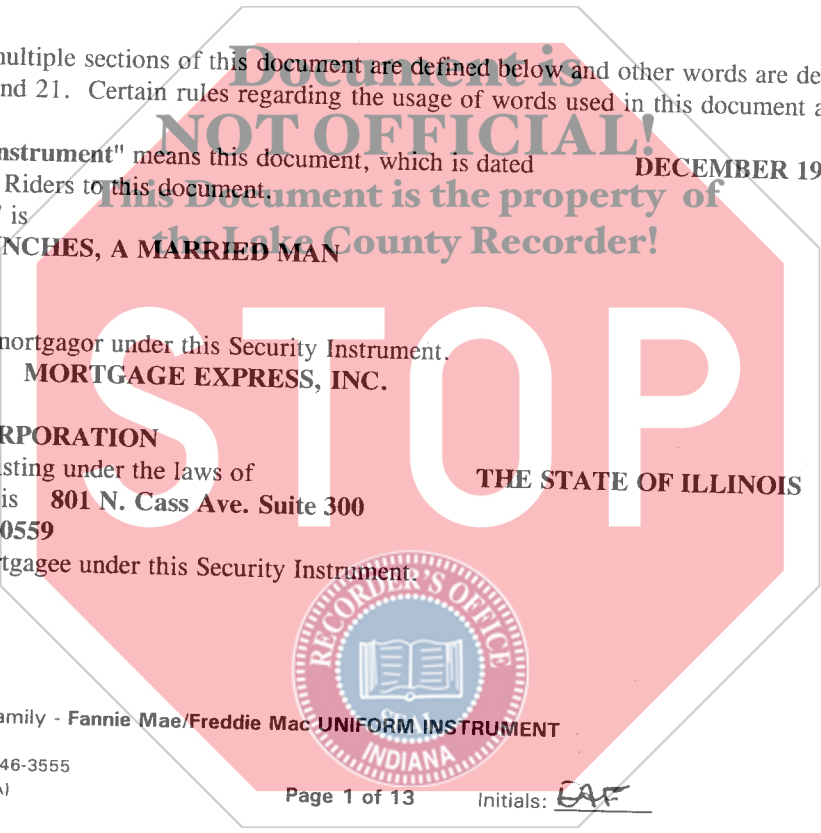 Document is
multiple sections of this document are defined below and other words are de
nd 21. Certain rules regarding the usage of words used in this document a
NOT OFFICIAL!
nstrument" means this document, which is dated DECEMBER 19
Riders to this document.
This Document is the property of
" is
the Lake County Recorder!
NCHES, A MARRIED MAN
STOP
mortgagor under this Security Instrument.
MORTGAGE EXPRESS, INC.
RPORATION
isting under the laws of THE STATE OF ILLINOIS
is 801 N. Cass Ave. Suite 300
0559
rtgagee under this Security Instrument.
RECORDER'S OFFICE
SEAL
INDIANA
amily - Fannie Mae/Freddie Mac UNIFORM INSTRUMENT
46-3555
A)
Page 1 of 13 Initials: